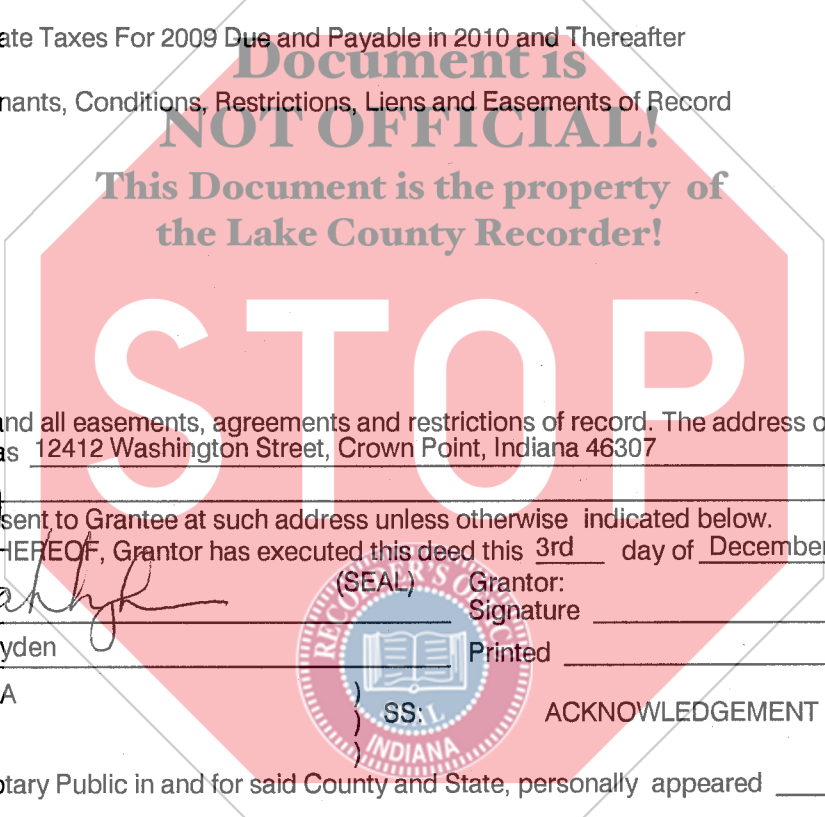 ate Taxes For 2009 Due and Payable in 2010 and Thereafter
Document is
nants, Conditions, Restrictions, Liens and Easements of Record
NOT OFFICIAL!
This Document is the property of
the Lake County Recorder!
STOP
and all easements, agreements and restrictions of record. The address o
as 12412 Washington Street, Crown Point, Indiana 46307
sent to Grantee at such address unless otherwise indicated below.
HEREOF, Grantor has executed this deed this 3rd day of December
(SEAL) Grantor:
Signature
yden Printed
A ) SS: ACKNOWLEDGEMENT
)
)
INDIANA
otary Public in and for said County and State, personally appeared